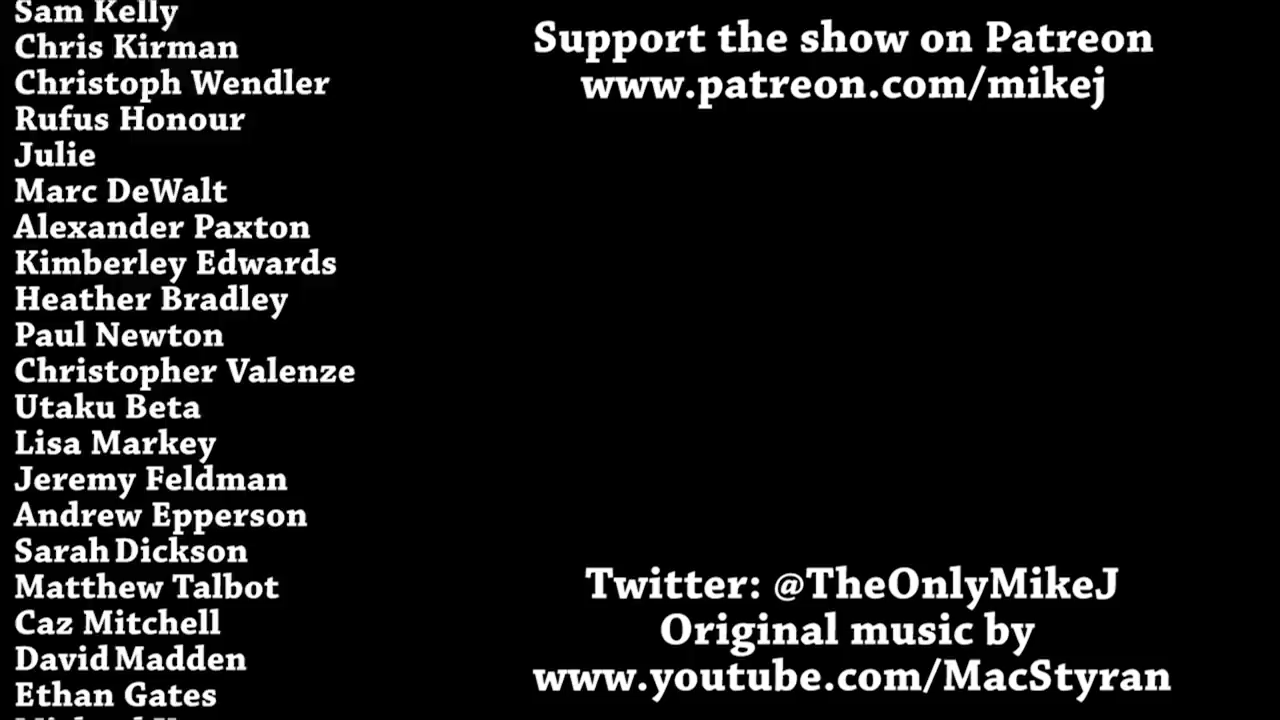 Sam Kelly
Chris Kirman
Christoph Wendler
Rufus Honour
Julie
Marc DeWalt
Alexander Paxton
Kimberley Edwards
Heather Bradley
Paul Newton
Christopher Valenze
Utaku Beta
Lisa Markey
Jeremy Feldman
Andrew Epperson
Sarah Dickson
Matthew Talbot
Caz Mitchell
David Madden
Ethan Gates
Support the show on Patreon
www.patreon.com/mikej
Twitter: @TheOnlyMikeJ
Original music by
www.youtube.com/MacStyran